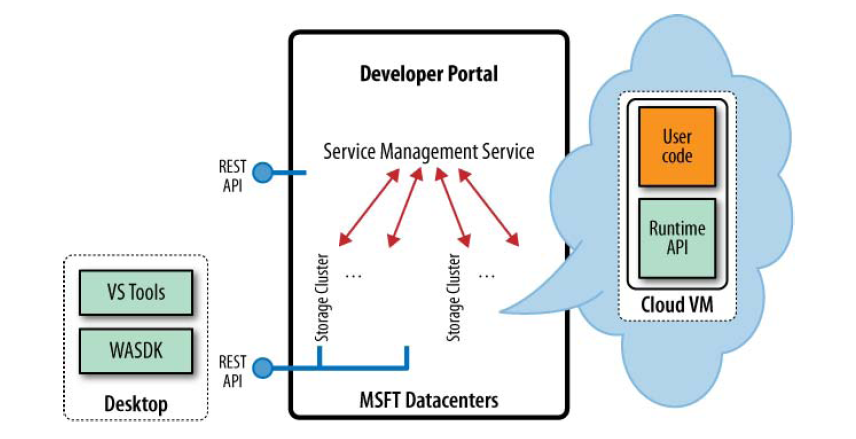 Developer Portal
Service Management Service
REST
API
Storage Cluster
...
Storage Cluster
...
REST
API
MSFT Datacenters
VS Tools
WASDK
Desktop
User
code
Runtime
API
Cloud VM